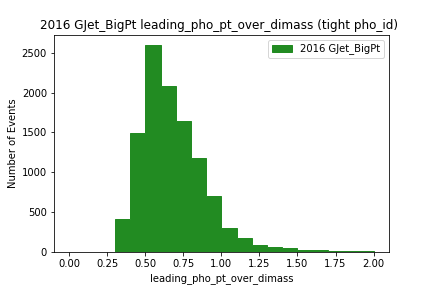 2016 GJet_BigPt leading_pho_pt_over_dimass (tight pho_id)
2016 GJet_BigPt
Number of Events
2500
2000
1500
1000
500
0
0.00 0.25 0.50 0.75 1.00 1.25 1.50 1.75 2.00
leading_pho_pt_over_dimass